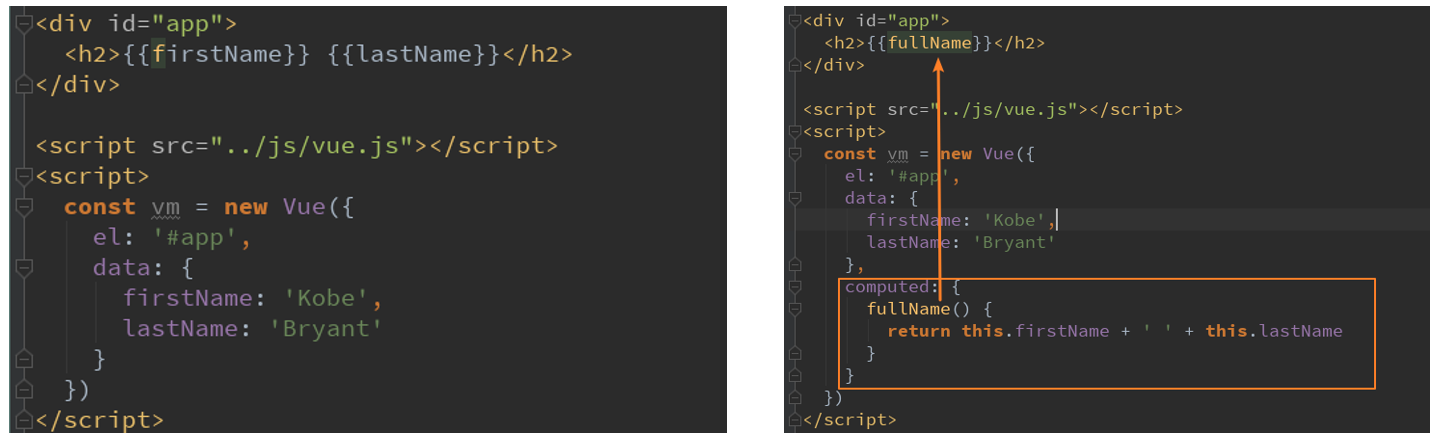 <div id="app">
<h2>{{firstName}} {{lastName}}</h2>
</div>
<script src="../js/vue.js"></script>
<script>
const vm = new Vue({
el: '#app',
data: {
firstName: 'Kobe',
lastName: 'Bryant'
}
})
</script>
<div id="app">
<h2>{{fullName}}</h2>
</div>
<script src="../js/vue.js"></script>
<script>
const vm = new Vue({
el: '#app',
data: {
firstName: 'Kobe',
lastName: 'Bryant'
},
computed: {
fullName() {
return this.firstName + ' ' + this.lastName
}
}
})
</script>